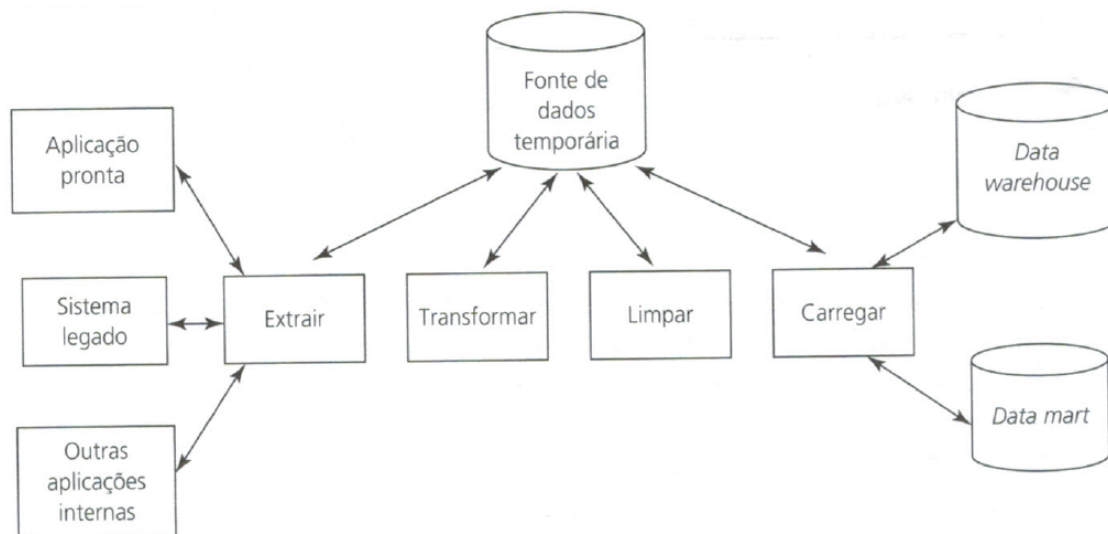 Fonte de
dados
temporária
Aplicação
pronta
Data
warehouse
Sistema
legado
Extrair
Transformar
Limpar
Carregar
Data mart
Outras
aplicações
internas